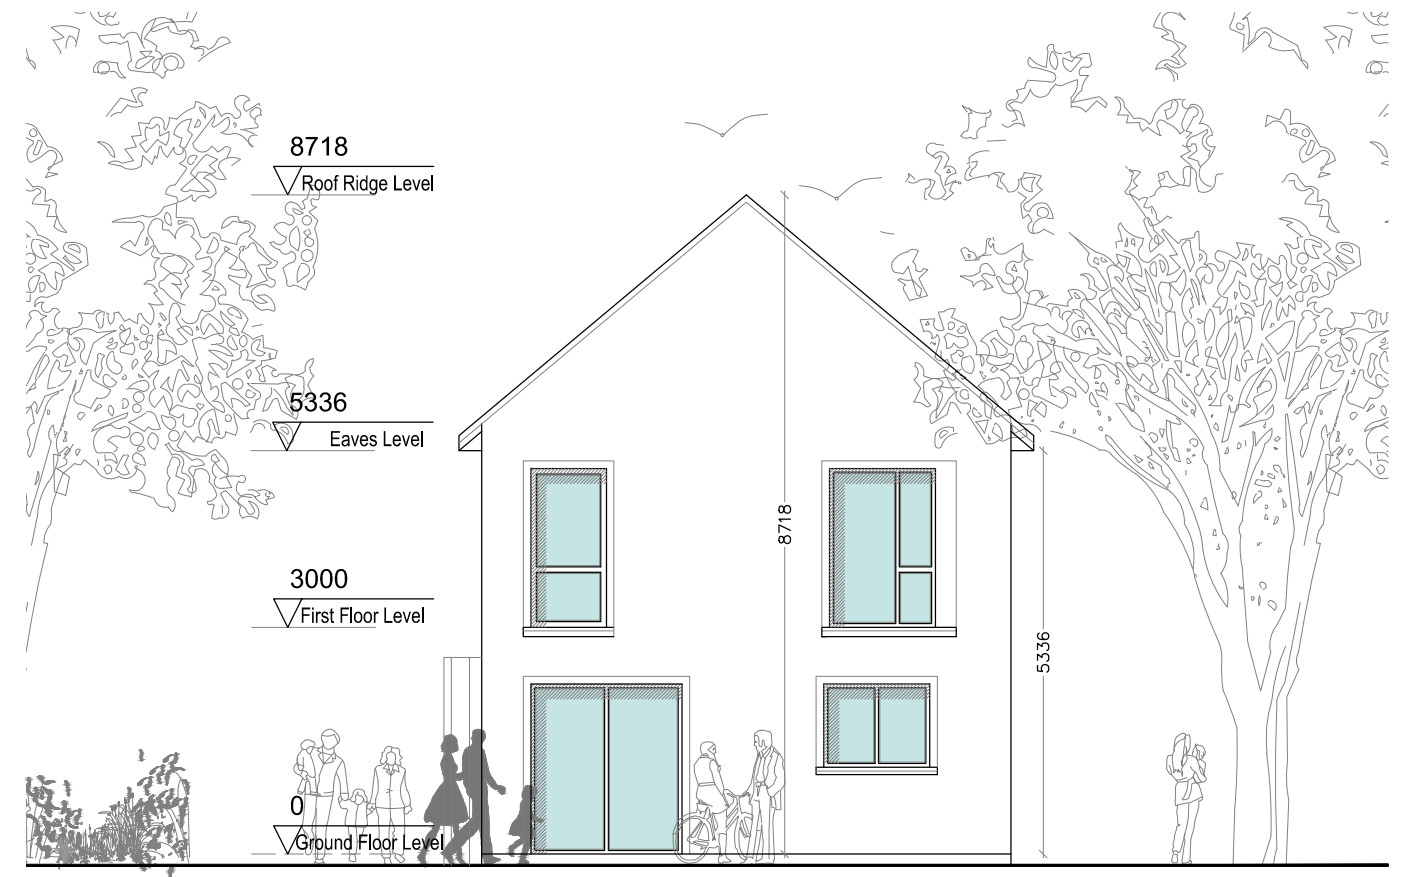 8718
Roof Ridge Level
5336
Eaves Level
8718
3000
First Floor Level
5336
0
Ground Floor Level